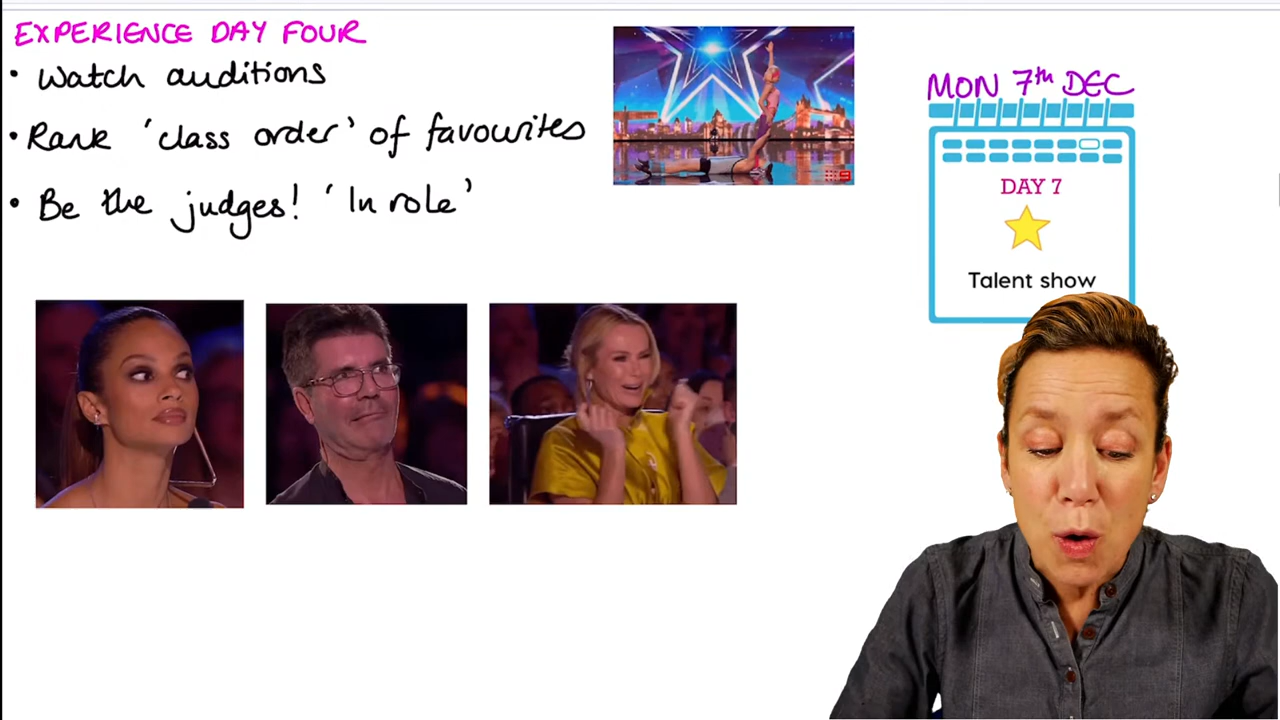 EXPERIENCE DAY FOUR
• Watch auditions
• Rank 'class order' of favourites
• Be the judges! 'In role'
MON 7th DEC
DAY 7
Talent show